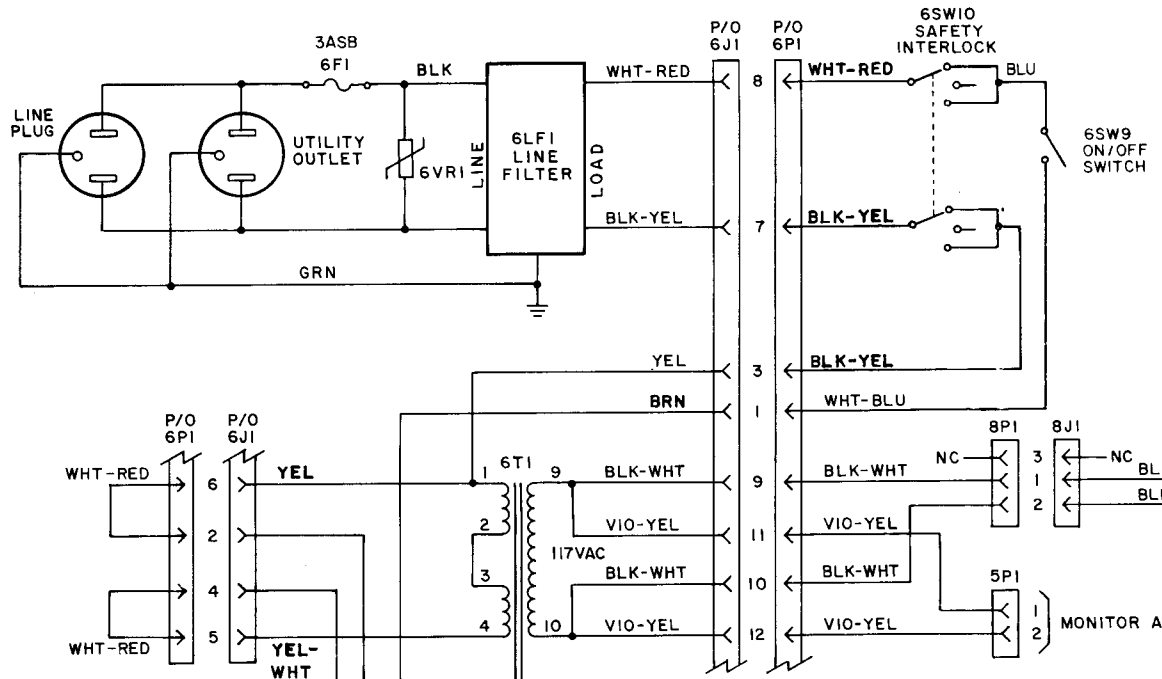 6SW10
SAFETY
INTERLOCK
P/O
6J1
P/O
6P1
3ASB
6F1
BLK
WHT-RED
8
WHT-RED
BLU
LINE
PLUG
UTILITY
OUTLET
6VR1
LINE
6LF1
LINE
FILTER
LOAD
6SW9
ON/OFF
SWITCH
BLK-YEL
7
BLK-YEL
GRN
YEL
3
BLK-YEL
BRN
1
WHT-BLU
P/O
6P1
P/O
6J1
8P1
8J1
WHT-RED
6
YEL
1
6T1
9
BLK-WHT
9
BLK-WHT
NC
3
NC
1
BL
2
2
2
VIO-YEL
11
VIO-YEL
117VAC
3
4
BLK-WHT
10
BLK-WHT
5P1
1
WHT-RED
5
YEL-
WHT
4
10
VIO-YEL
12
VIO-YEL
2
MONITOR A